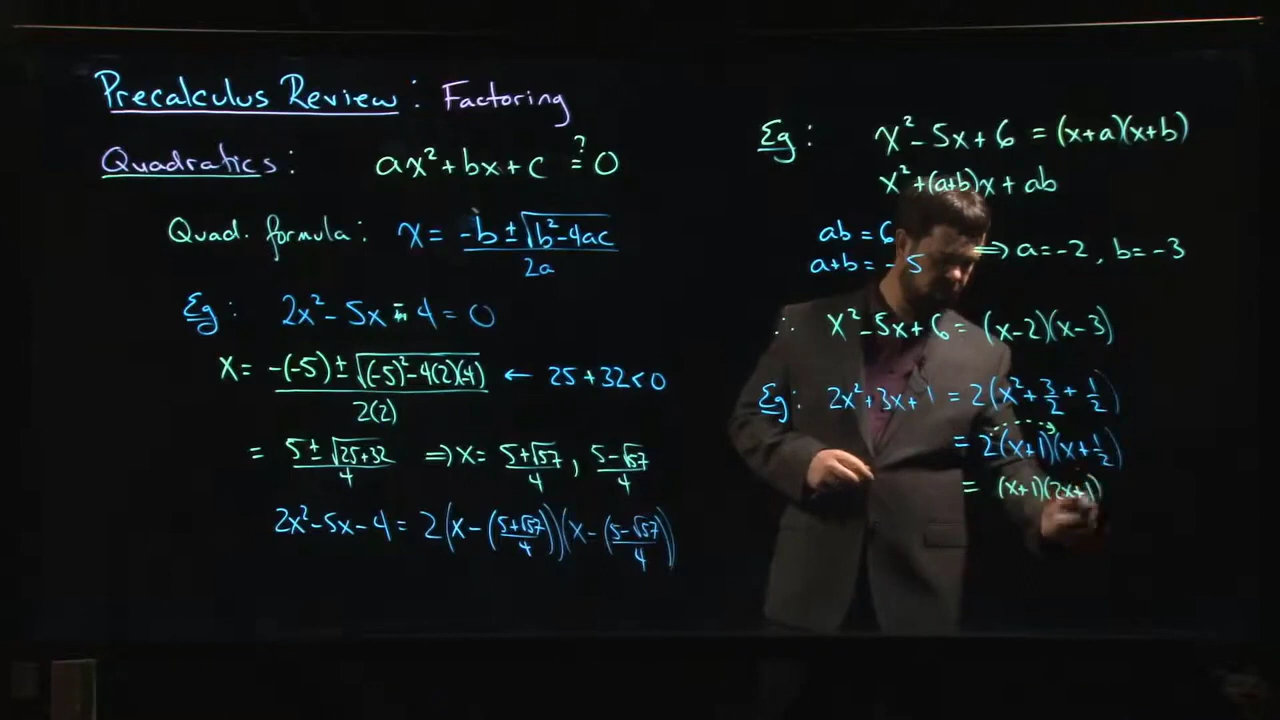 Precalculus Review: Factoring
Quadratics: ax²+bx+c ≟ 0
Quad. formula: x = (-b ± √(b²-4ac))/2a
Eg: 2x²-5x-4=0
x = (-(-5) ± √((-5)²-4(2)(-4)))/2(2) ← 25+32<0
= (5 ± √(25+32))/4 ⟹ x = (5+√57)/4, (5-√57)/4
2x²-5x-4 = 2(x-((5+√57)/4))(x-((5-√57)/4))
Eg: x²-5x+6 = (x+a)(x+b)
x²+(a+b)x+ab
ab = 6
a+b = -5 ⟹ a=-2, b=-3
∴ x²-5x+6 = (x-2)(x-3)
Eg: 2x²+3x+1 = 2(x²+3/2+1/2)
= 2(x+1)(x+1/2)
= (x+1)(2x+1)